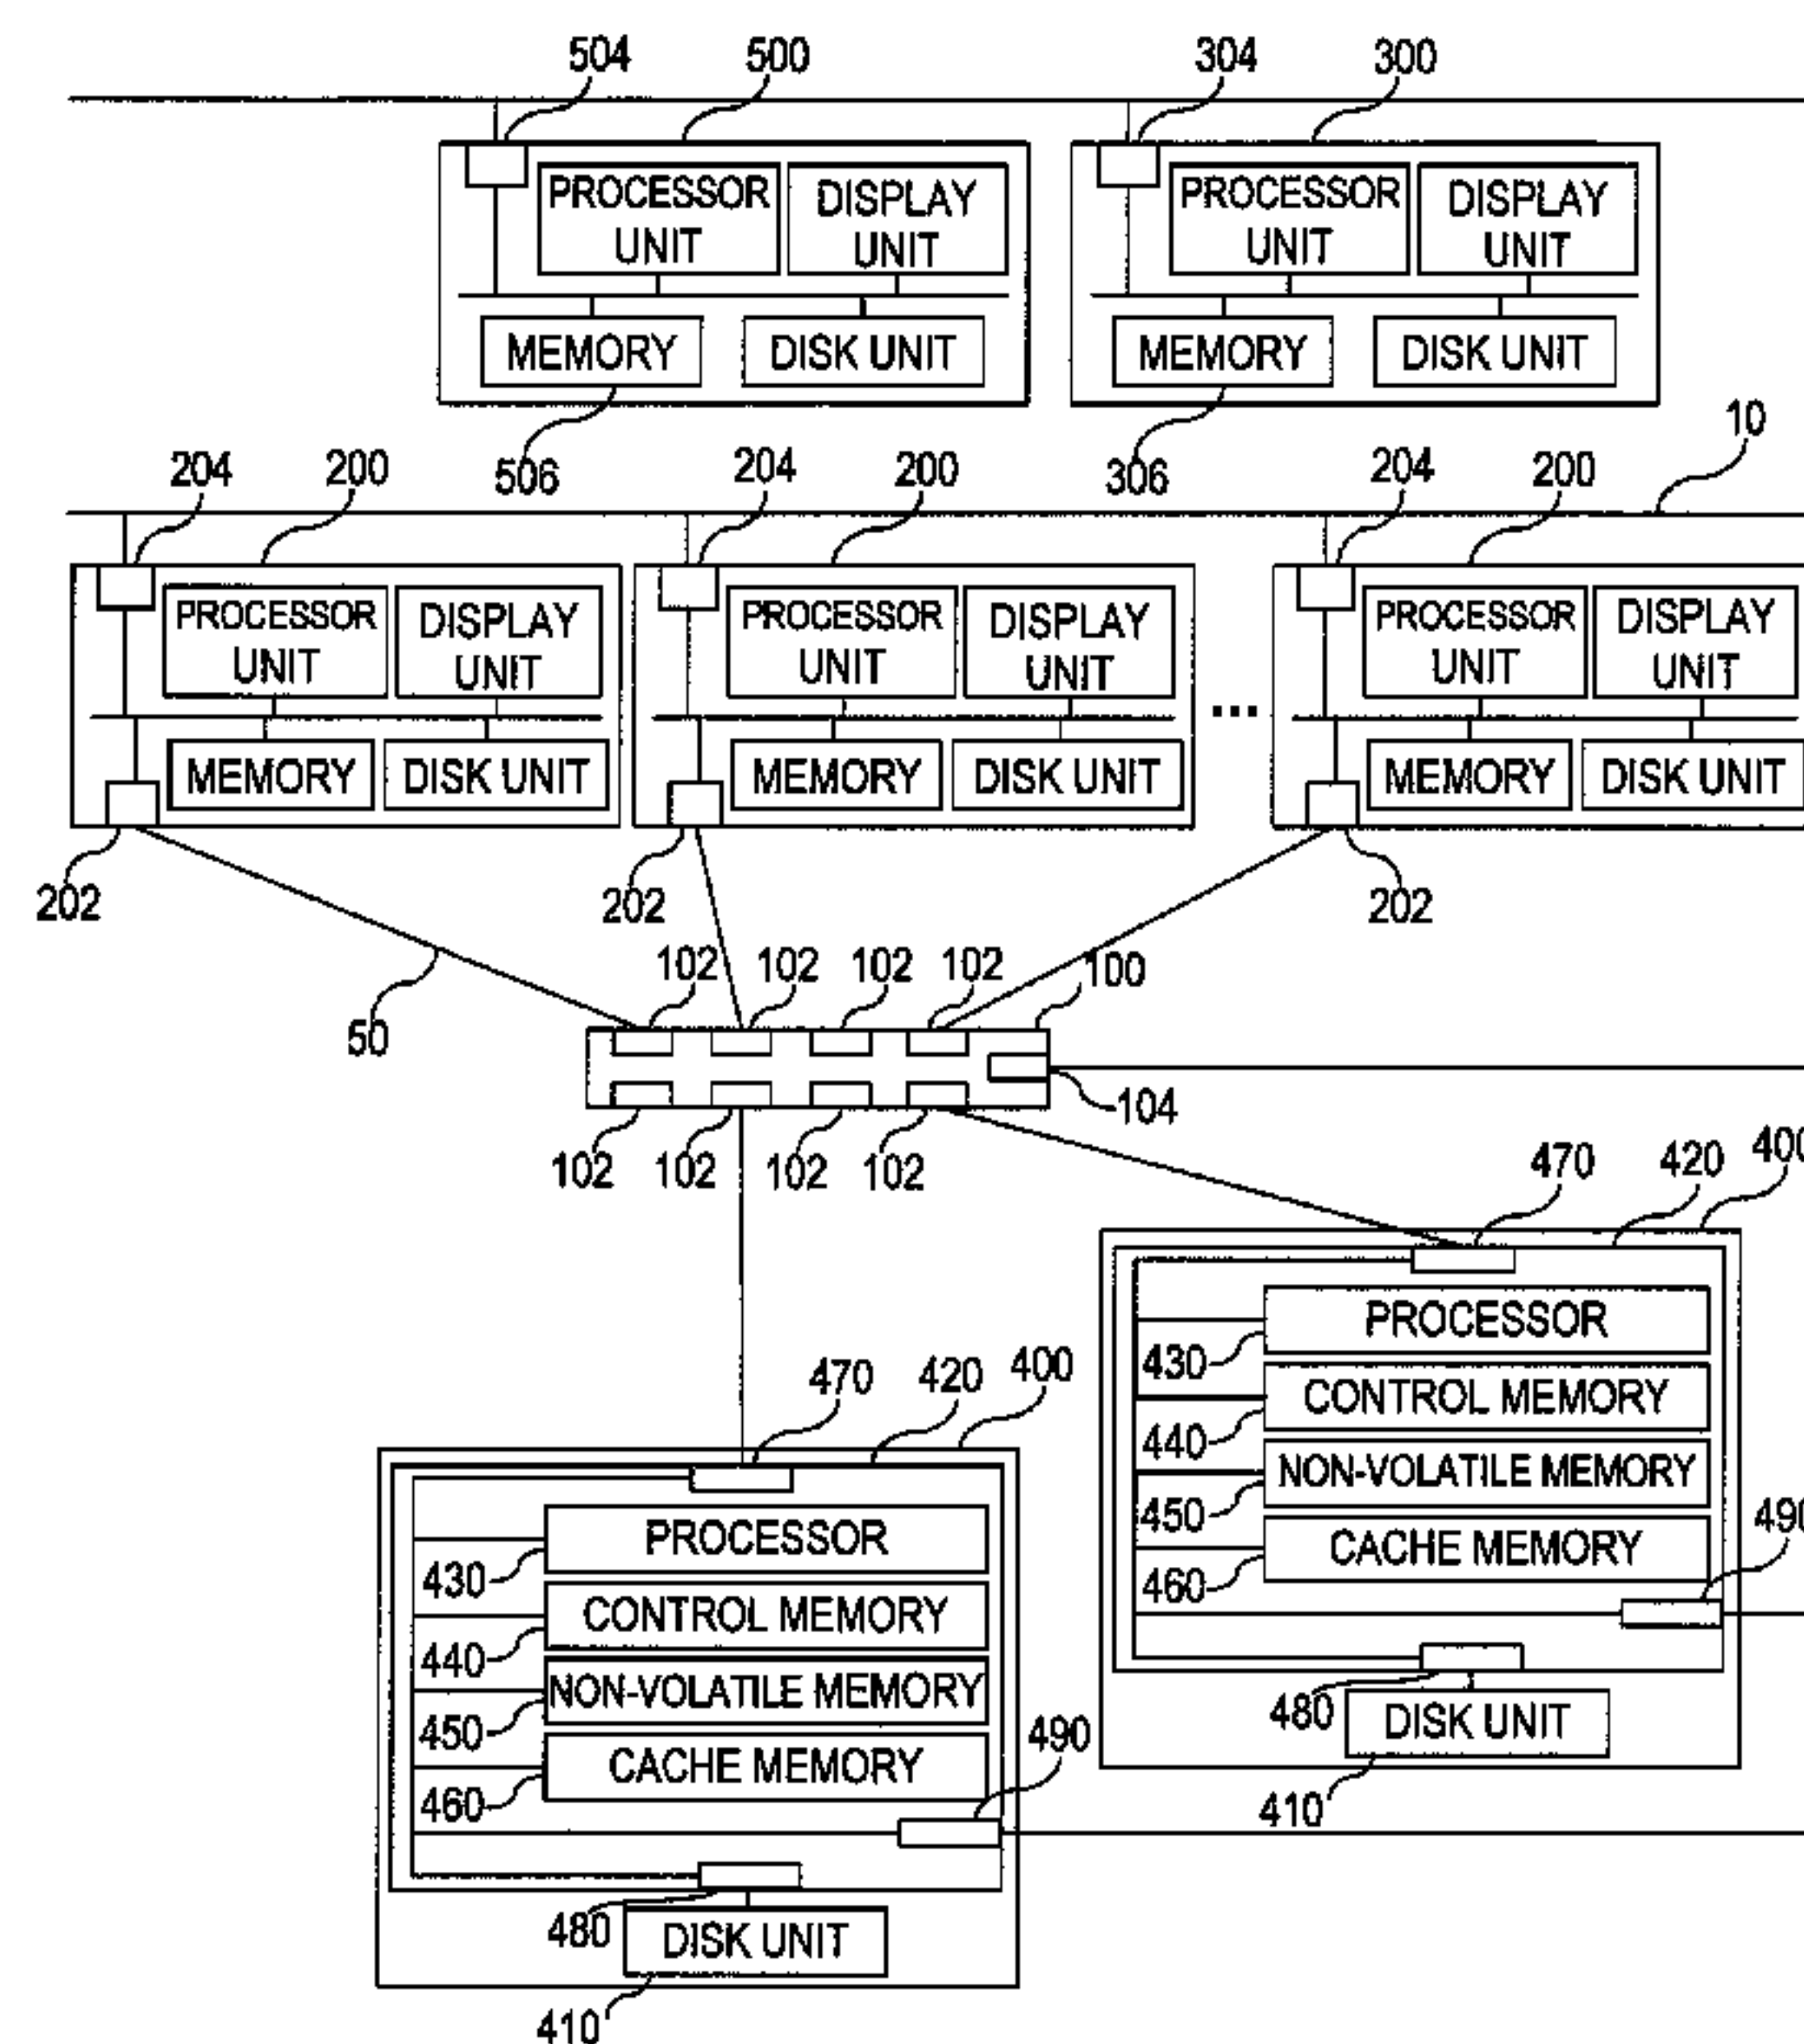 504 500 304 300
PROCESSOR UNIT DISPLAY UNIT PROCESSOR UNIT DISPLAY UNIT
MEMORY DISK UNIT MEMORY DISK UNIT
10
506 306
204 200 204 200 204 200
PROCESSOR UNIT DISPLAY UNIT PROCESSOR UNIT DISPLAY UNIT PROCESSOR UNIT DISPLAY UNIT
...
MEMORY DISK UNIT MEMORY DISK UNIT MEMORY DISK UNIT
202 202 202
102 102 102 102 100
50
104
102 102 102 102
470 420 400
PROCESSOR
430
CONTROL MEMORY
440
NON-VOLATILE MEMORY
450
490
CACHE MEMORY
460
480
DISK UNIT
410
470 420 400
PROCESSOR
430
CONTROL MEMORY
440
NON-VOLATILE MEMORY
450
490
CACHE MEMORY
460
480
DISK UNIT
410